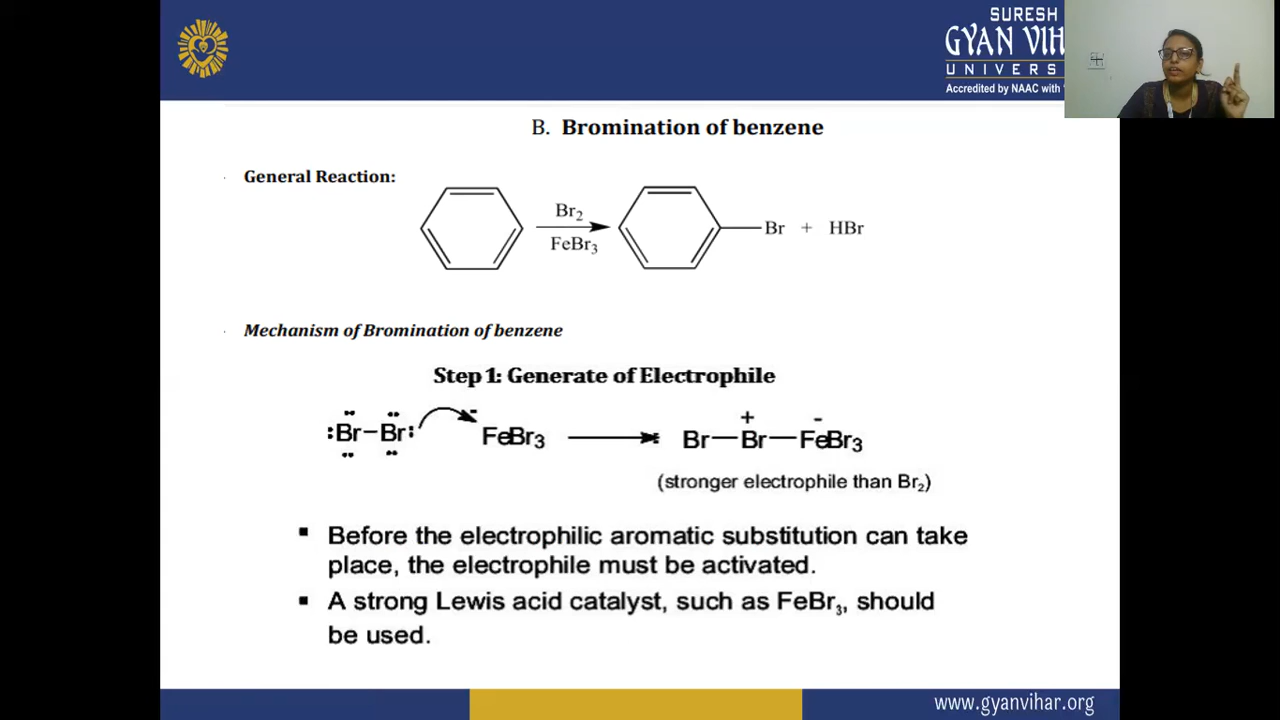 SURESH
GYAN VIH
UNIVERS
Accredited by NAAC with
B. Bromination of benzene
General Reaction:
Br2
FeBr3
Br + HBr
Mechanism of Bromination of benzene
Step 1: Generate of Electrophile
:Br–Br: FeBr3 Br—Br—FeBr3
+ -
(stronger electrophile than Br2)
▪ Before the electrophilic aromatic substitution can take
place, the electrophile must be activated.
▪ A strong Lewis acid catalyst, such as FeBr3, should
be used.
www.gyanvihar.org